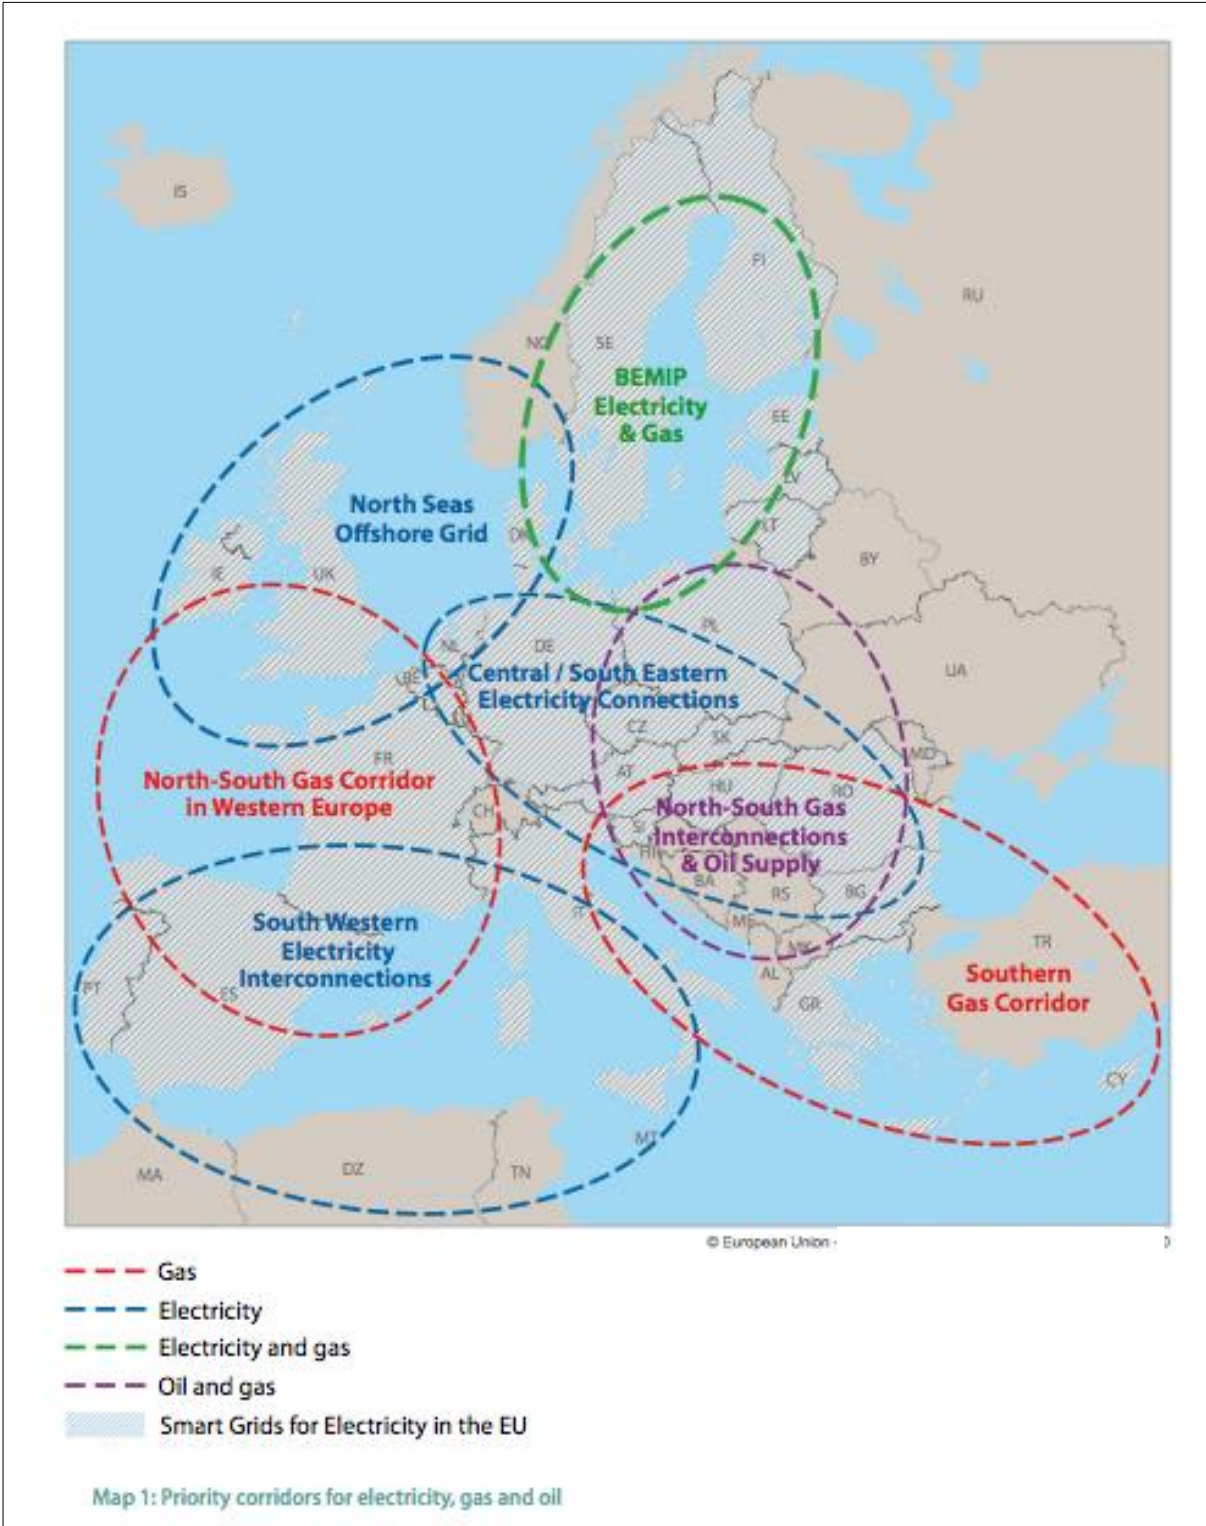 IS
RU
FI
NO
SE
BEMIP
Electricity
& Gas
EE
LV
North Seas
Offshore Grid
DK
LT
BY
IE
UK
PL
NL
DE
BE
Central / South Eastern
Electricity Connections
UA
CZ
SK
FR
MD
AT
North-South Gas Corridor
in Western Europe
HU
RO
CH
North-South Gas
Interconnections
& Oil Supply
SI
BA
RS
BG
IT
South Western
Electricity
Interconnections
ME
MK
TR
AL
Southern
Gas Corridor
PT
ES
GR
CY
MT
MA
DZ
TN
© European Union -
Gas
Electricity
Electricity and gas
Oil and gas
Smart Grids for Electricity in the EU
Map 1: Priority corridors for electricity, gas and oil